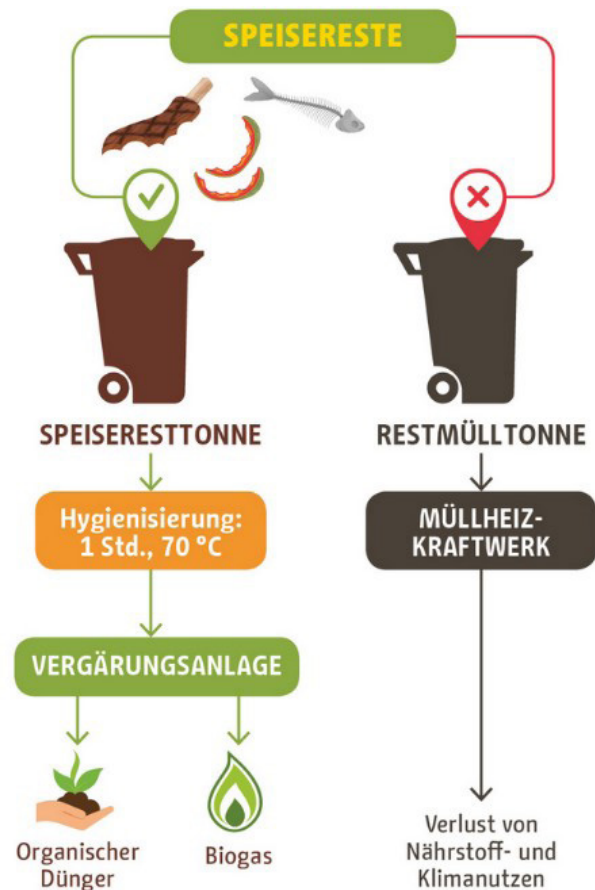 SPEISERESTE
SPEISERESTTONNE
Hygienisierung:
1 Std., 70 °C
VERGÄRUNGSANLAGE
Organischer
Dünger
Biogas
RESTMÜLLTONNE
MÜLLHEIZ-
KRAFTWERK
Verlust von
Nährstoff- und
Klimanutzen